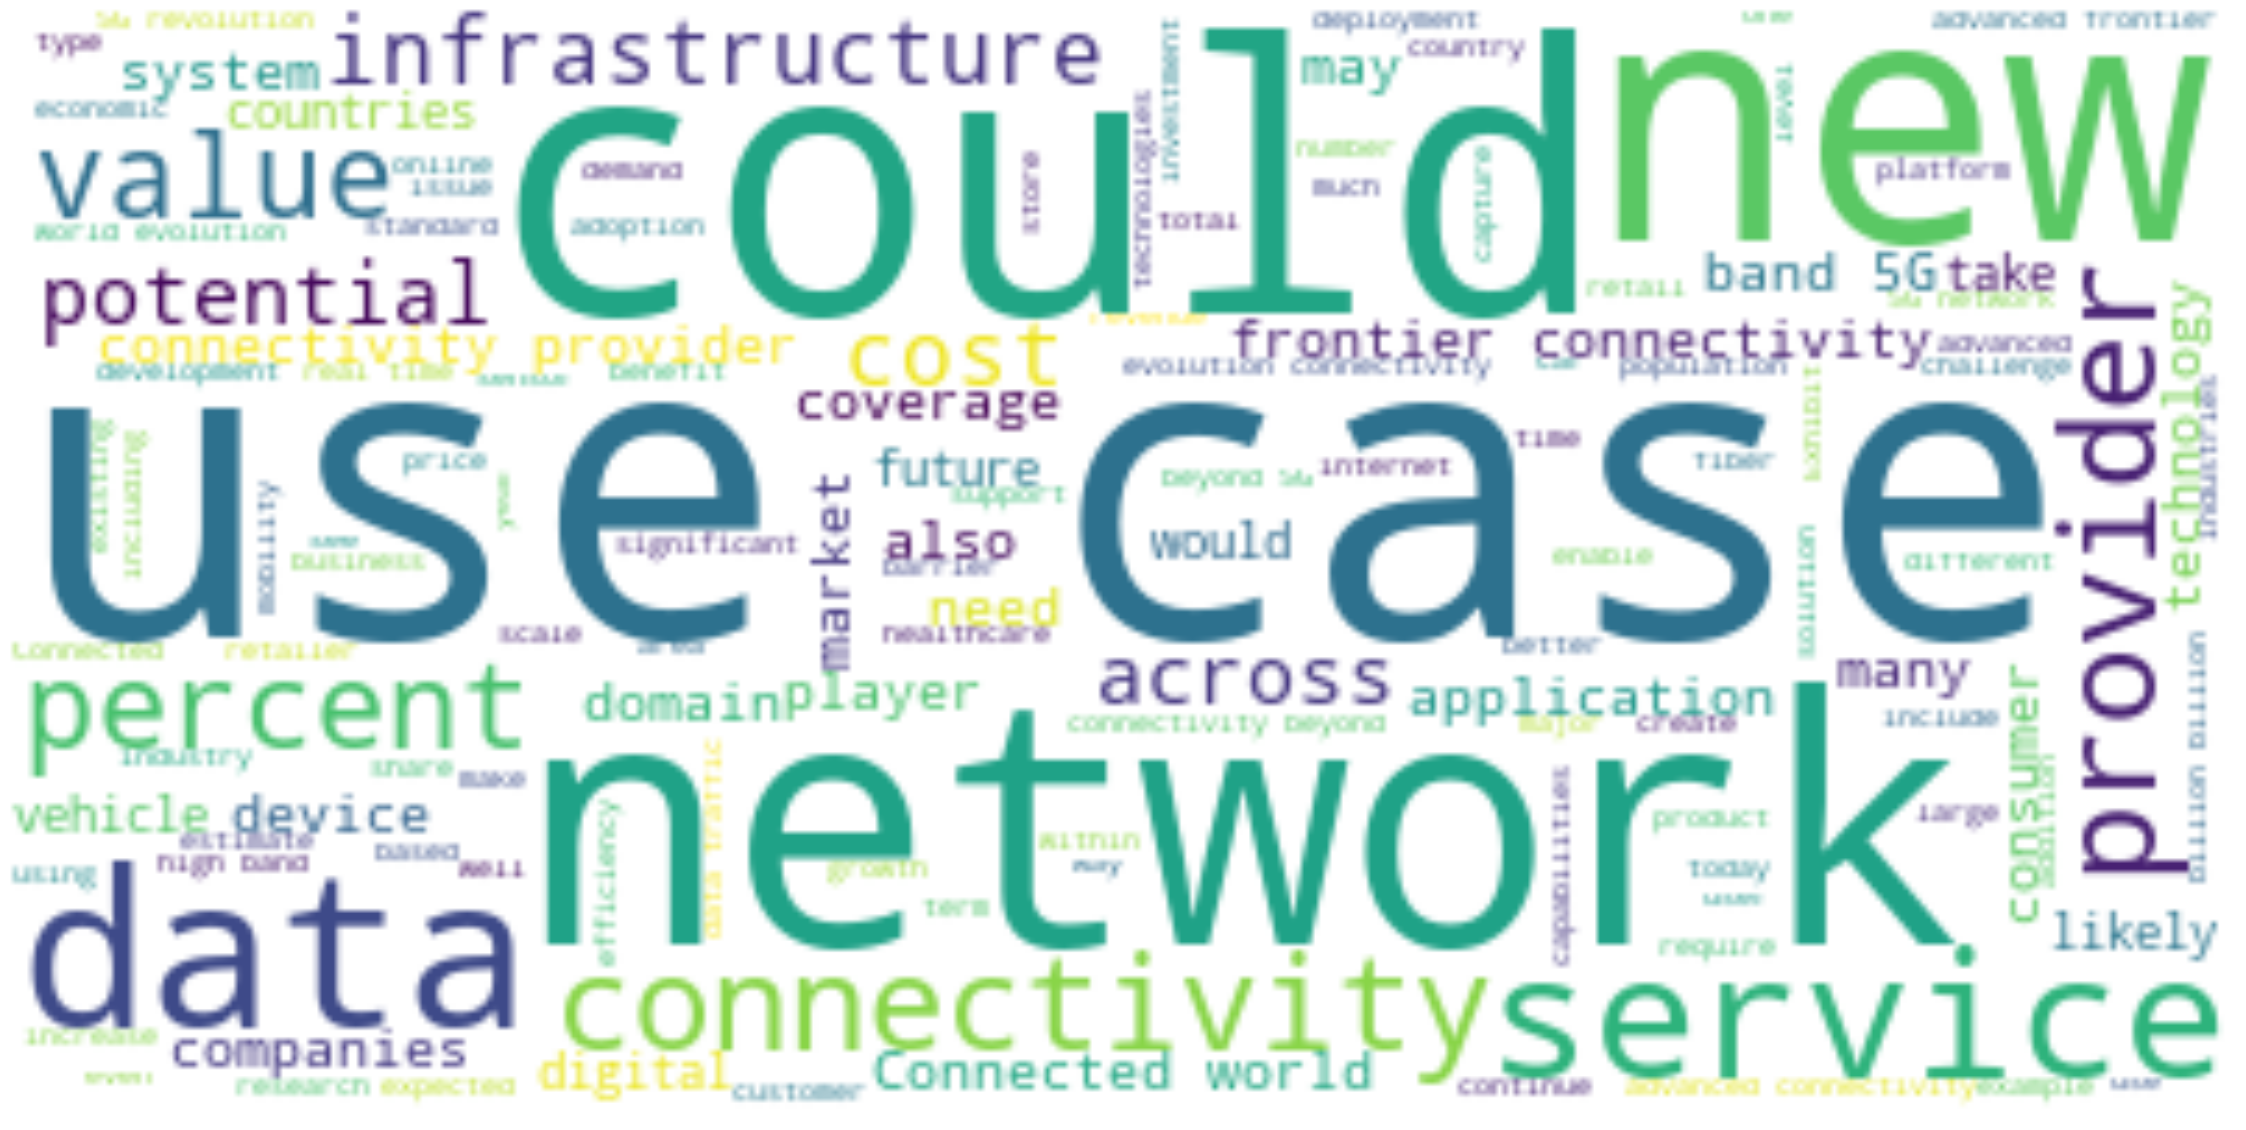 5G revolution
type
infrastructure
deployment
country
advanced frontier
system
may
could
new
economic
countries
investment
technologies
level
value
online
issue
demand
store
number
much
capture
platform
World evolution
standard
adoption
total
potential
retail
band 5G
take
5G network
connectivity provider
cost
revenue
frontier connectivity
advanced
provider
technology
development
real time
benefit
evolution connectivity
population
challenge
coverage
industries
use case
existing
including
mobility
price
significant
business
market
future
support
also
barrier
need
healthcare
beyond 5G
internet
time
would
enable
fiber
exhibit
solution
different
Connected
retailer
scale
area
better
percent
domain
player
across
application
many
consumer
billion billion
industry
share
make
connectivity beyond
major
create
include
network
vehicle
device
estimate
high band
based
using
well
efficiency
data traffic
growth
within
may
term
capabilities
product
today
require
large
addition
likely
data
connectivity
service
increase
companies
digital
Connected world
research
expected
customer
continue
advanced connectivity
example